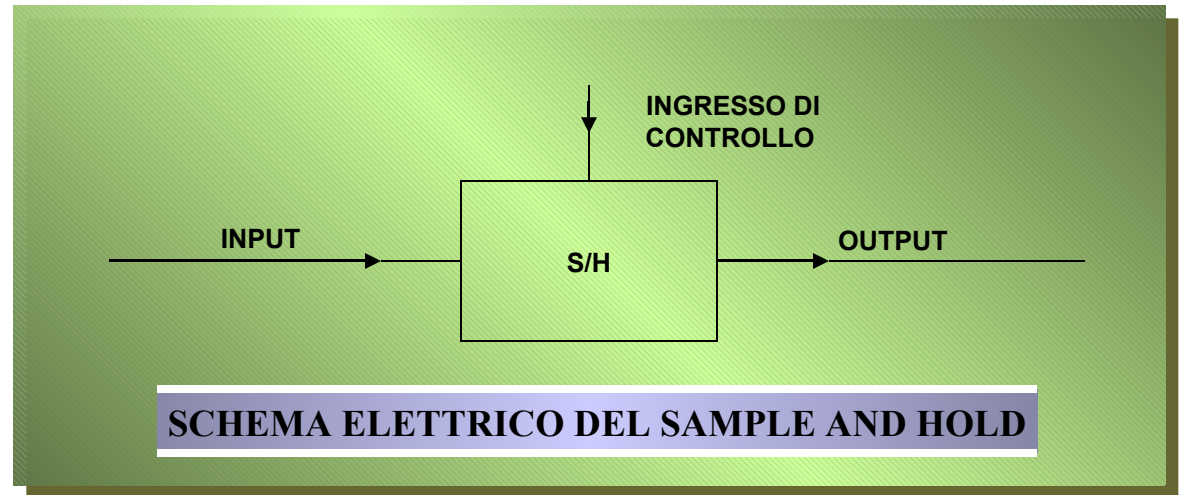 INGRESSO DI
CONTROLLO
INPUT
S/H
OUTPUT
SCHEMA ELETTRICO DEL SAMPLE AND HOLD